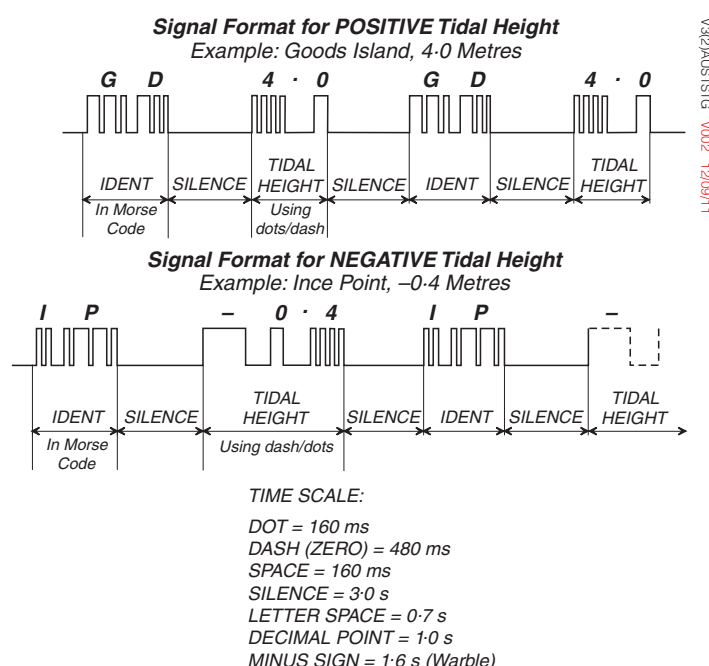 Signal Format for POSITIVE Tidal Height
Example: Goods Island, 4·0 Metres
G D 4 · 0 G D 4 · 0
IDENT SILENCE TIDAL HEIGHT SILENCE IDENT SILENCE TIDAL HEIGHT
In Morse Code Using dots/dash
Signal Format for NEGATIVE Tidal Height
Example: Ince Point, –0·4 Metres
I P – 0 · 4 I P –
IDENT SILENCE TIDAL HEIGHT SILENCE IDENT SILENCE TIDAL HEIGHT
In Morse Code Using dash/dots
TIME SCALE:
DOT = 160 ms
DASH (ZERO) = 480 ms
SPACE = 160 ms
SILENCE = 3·0 s
LETTER SPACE = 0·7 s
DECIMAL POINT = 1·0 s
MINUS SIGN = 1·6 s (Warble)
V002 12/09/11